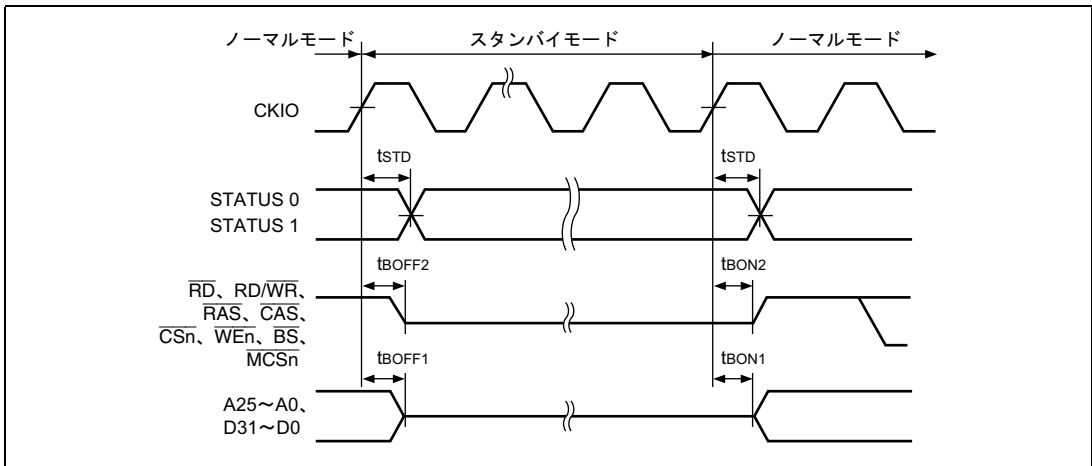 ノーマルモード スタンバイモード ノーマルモード
CKIO
tSTD tSTD
STATUS 0
STATUS 1
tBOFF2 tBON2
RD、RD/WR、
RAS、CAS、
CSn、WEn、BS、
MCSn
tBOFF1 tBON1
A25～A0、
D31～D0